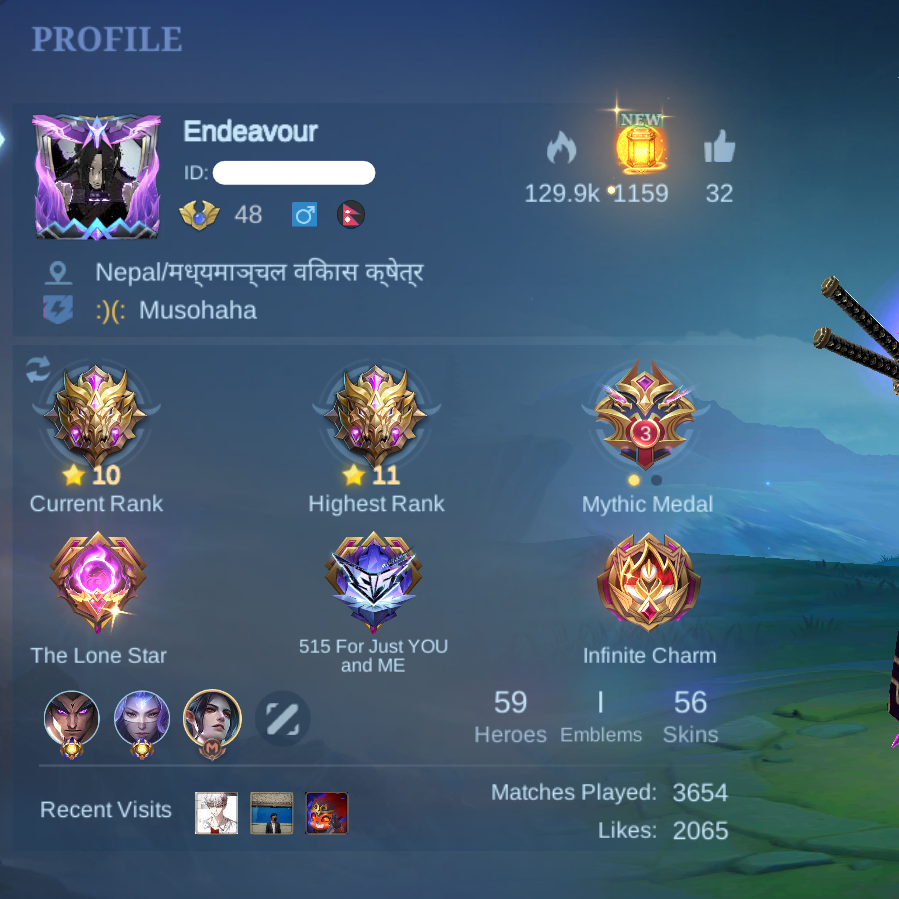 PROFILE
Endeavour
NEW
ID:
129.9k 1159 32
48
Nepal/मध्यमाञ्चल विकास क्षेत्र
:)(: Musohaha
3
10 11
Current Rank Highest Rank Mythic Medal
The Lone Star 515 For Just YOU and ME Infinite Charm
59 I 56
Heroes Emblems Skins
M
Recent Visits
Matches Played: 3654
Likes: 2065